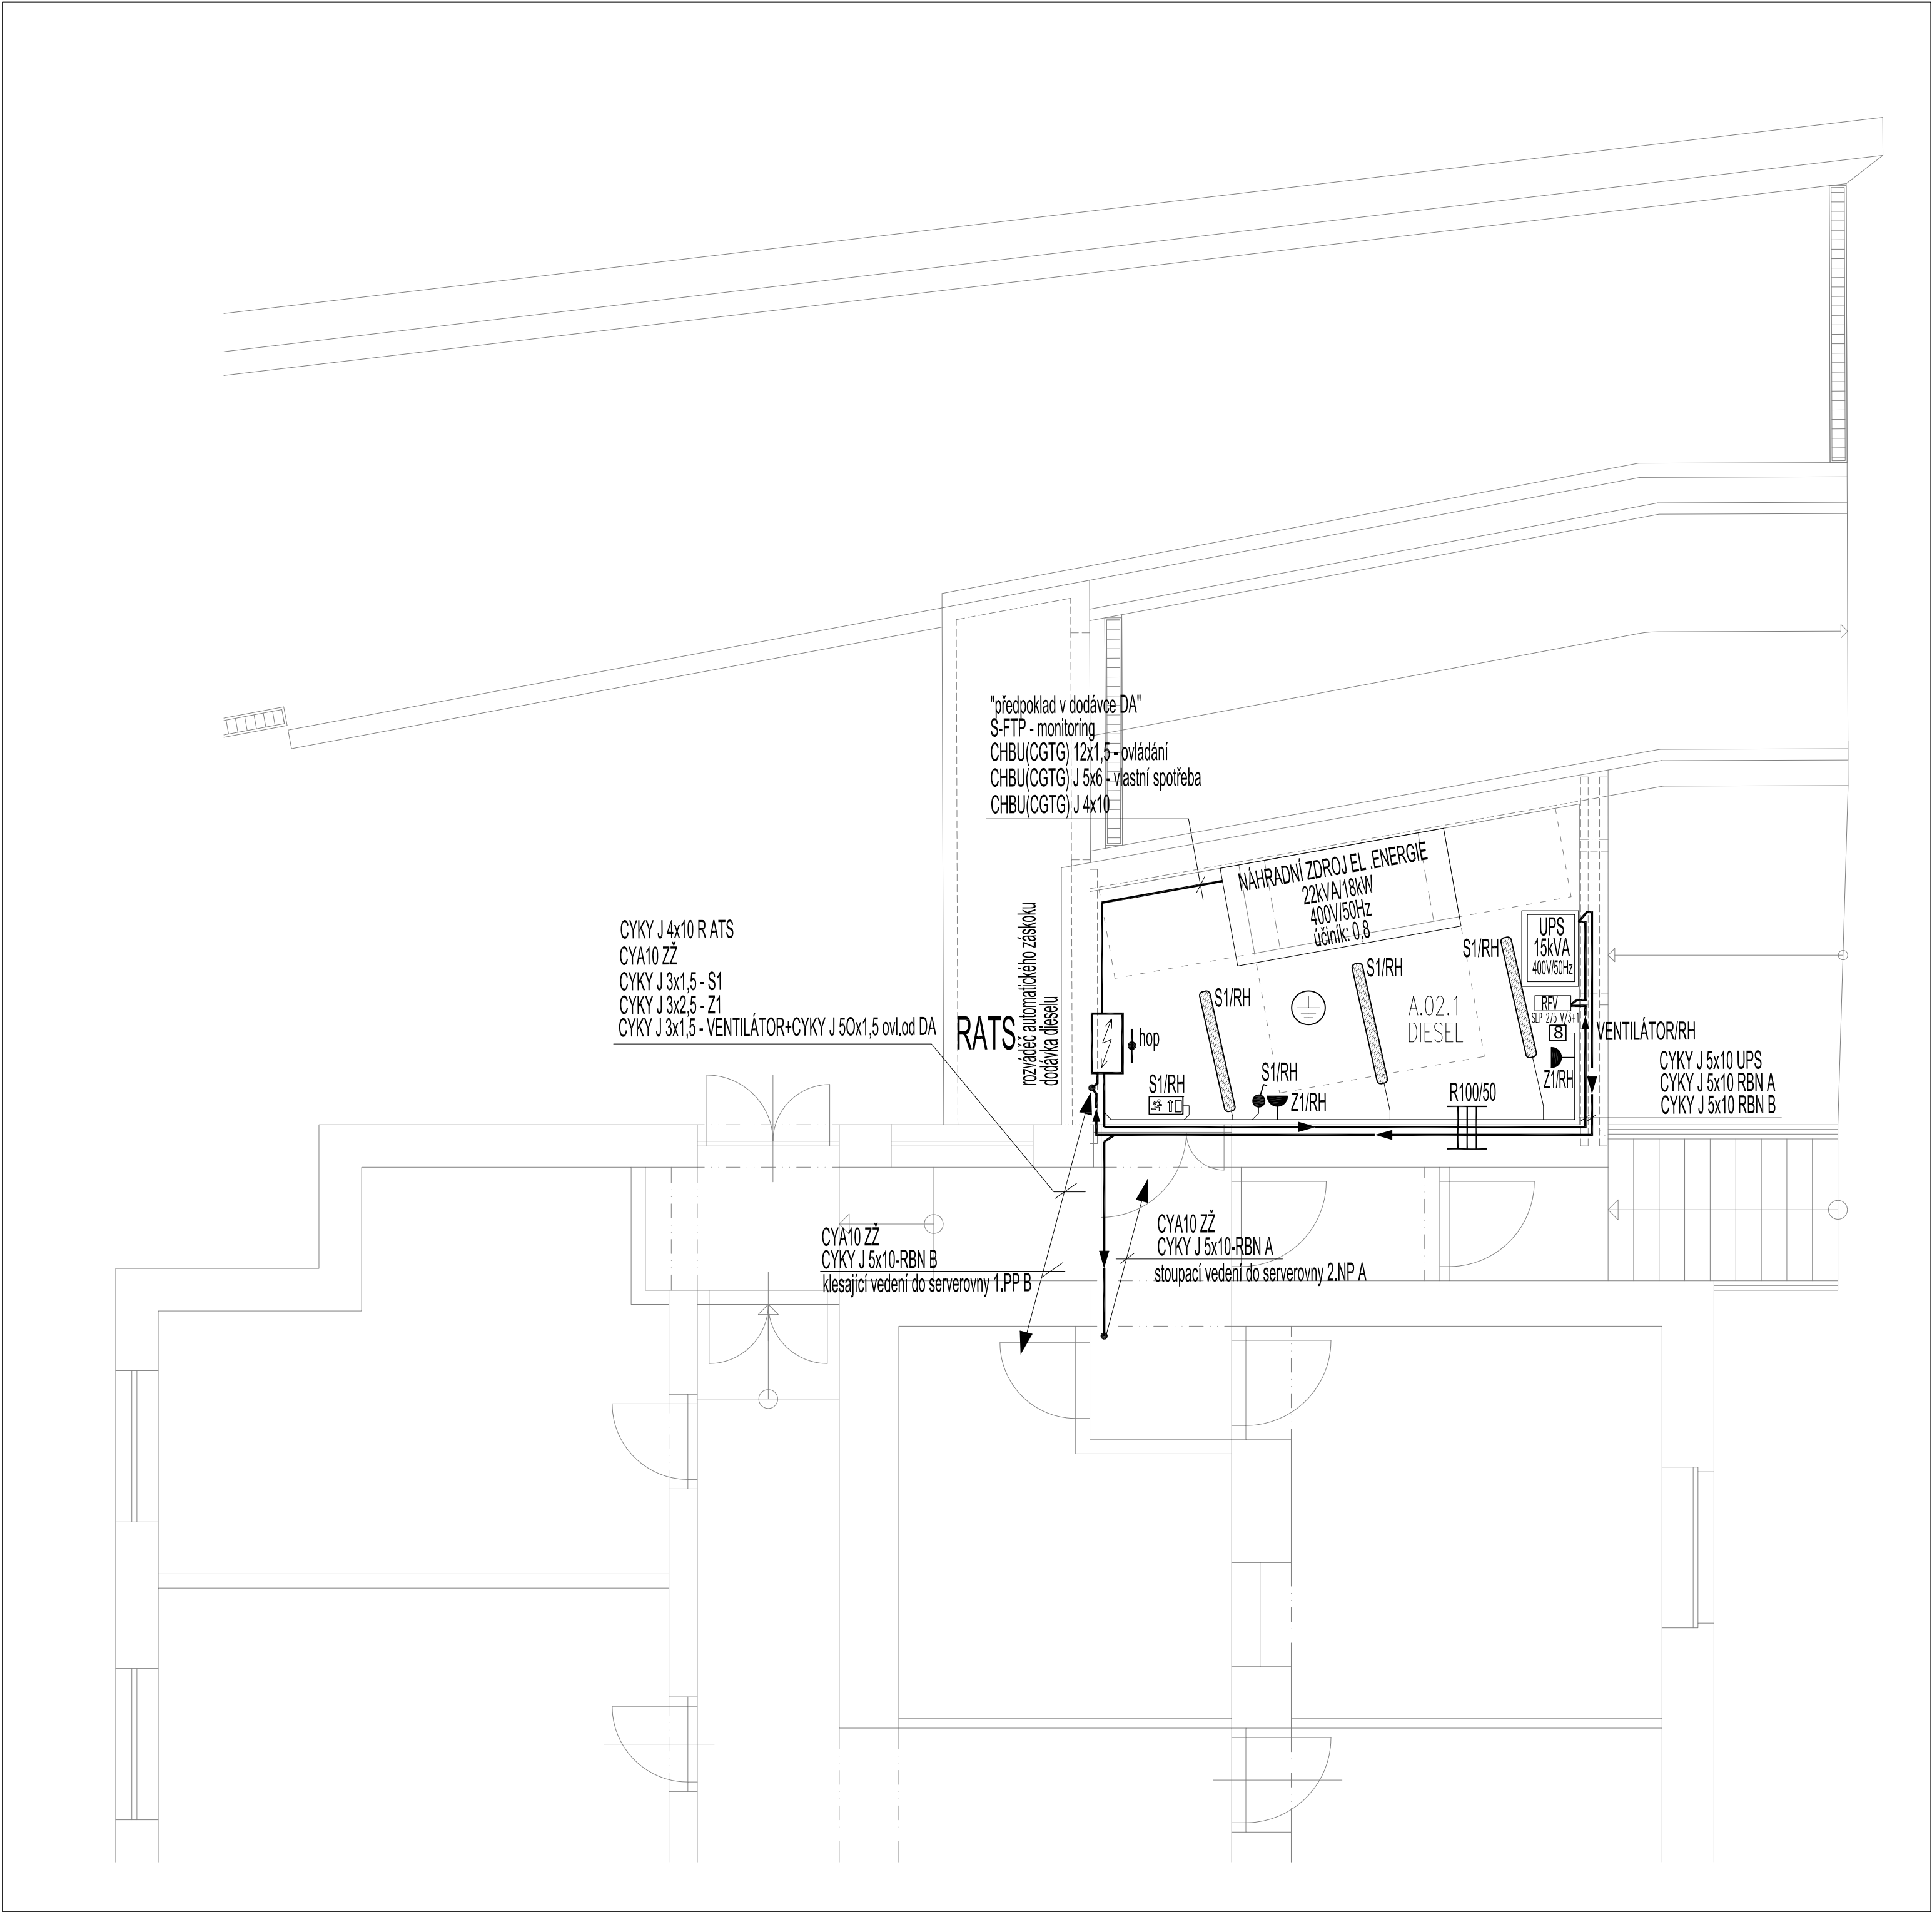 "předpoklad v dodávce DA"
S-FTP - monitoring
CHBU(CGTG) 12x1,5 - ovládání
CHBU(CGTG) J 5x6 - vlastní spotřeba
CHBU(CGTG) J 4x10
NÁHRADNÍ ZDROJ EL .ENERGIE
22kVA/18kW
400V/50Hz
účiník: 0,8
CYKY J 4x10 R ATS
CYA10 ZŽ
CYKY J 3x1,5 - S1
CYKY J 3x2,5 - Z1
CYKY J 3x1,5 - VENTILÁTOR+CYKY J 5Ox1,5 ovl.od DA
RATS
rozváděč automatického záskoku
dodávka dieselu
hop
S1/RH
S1/RH
S1/RH
UPS
15kVA
400V/50Hz
RFV
SLP 275 V/3+1
8
A.02.1
DIESEL
VENTILÁTOR/RH
S1/RH
S1/RH
Z1/RH
Z1/RH
R100/50
CYKY J 5x10 UPS
CYKY J 5x10 RBN A
CYKY J 5x10 RBN B
CYA10 ZŽ
CYKY J 5x10-RBN B
klesající vedení do serverovny 1.PP B
CYA10 ZŽ
CYKY J 5x10-RBN A
stoupací vedení do serverovny 2.NP A